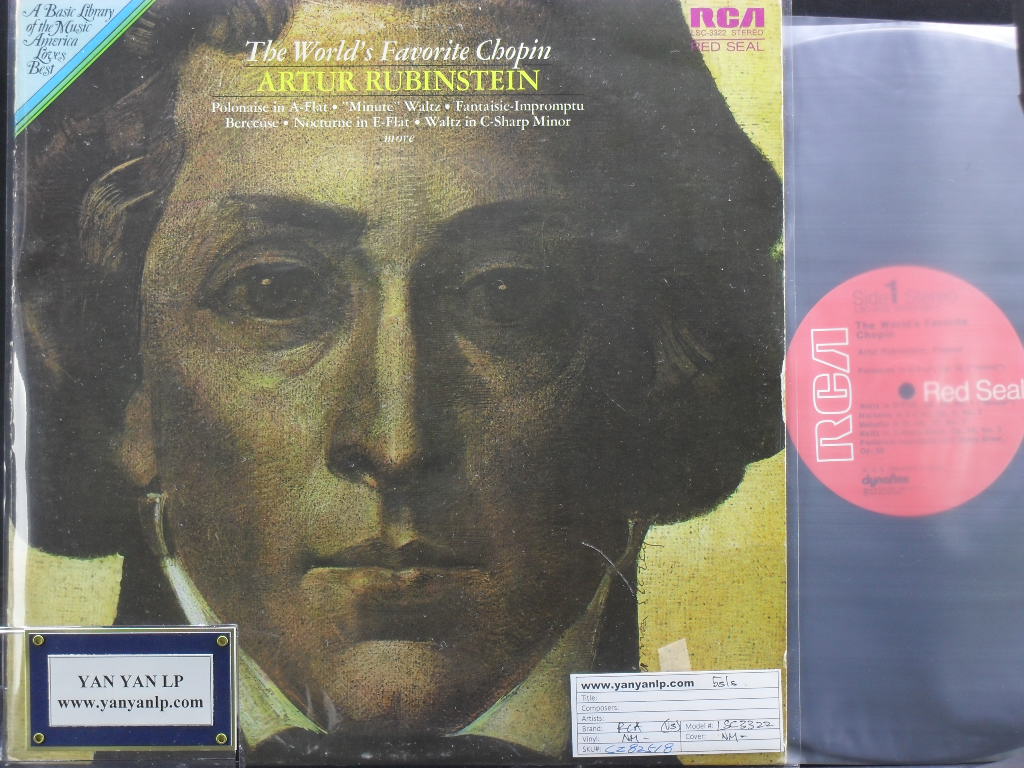 A Basic Library
of the Music
America
Loves
Best
The World's Favorite Chopin
ARTUR RUBINSTEIN
Polonaise in A-Flat • "Minute" Waltz • Fantaisie-Impromptu
Berceuse • Nocturne in E-Flat • Waltz in C-Sharp Minor
more
RCA
LSC-3322 STEREO
RED SEAL
Side 1 Stereo
The World's Favorite
Chopin
Artur Rubinstein, Pianist
RCA
Red Seal
dynaflex
YAN YAN LP
www.yanyanlp.com
www.yanyanlp.com
Title:
Composers:
Artists:
Brand: RCA (US) Model #: LSC3322
Vinyl: NM- Cover: NM-
SKU#: